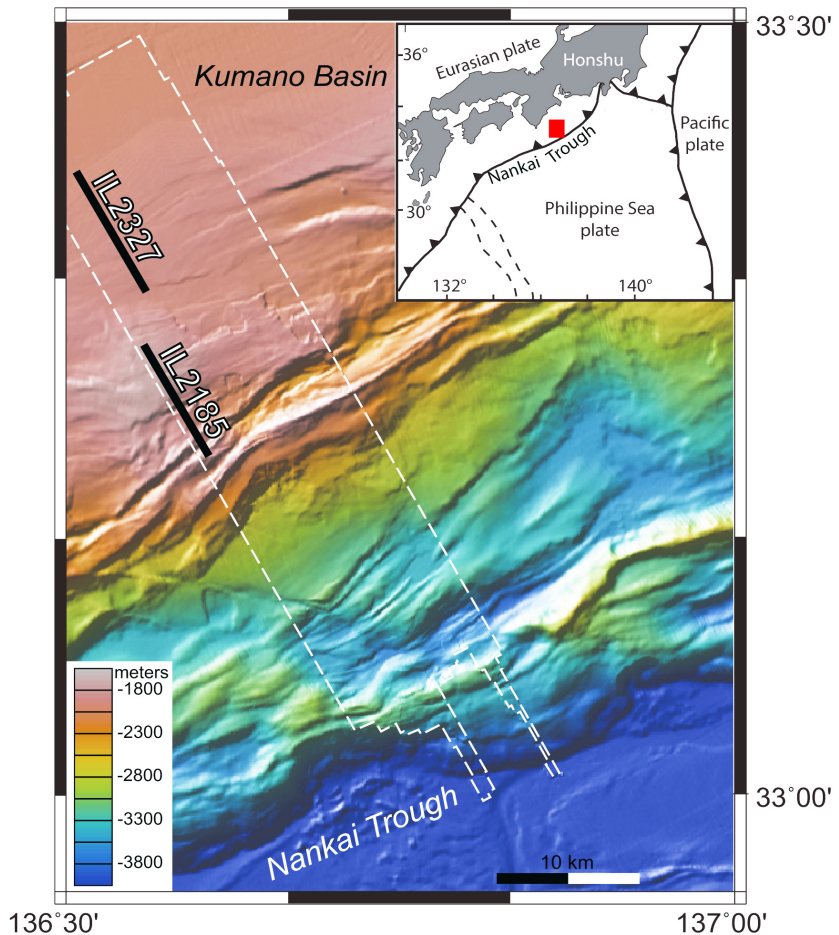 33˚30'
36°
Eurasian plate
Honshu
Kumano Basin
Pacific
plate
Nankai Trough
30°
Philippine Sea
plate
132°
140°
IL2327
IL2185
meters
-1800
-2300
-2800
-3300
-3800
33˚00'
Nankai Trough
10 km
136˚30'
137˚00'